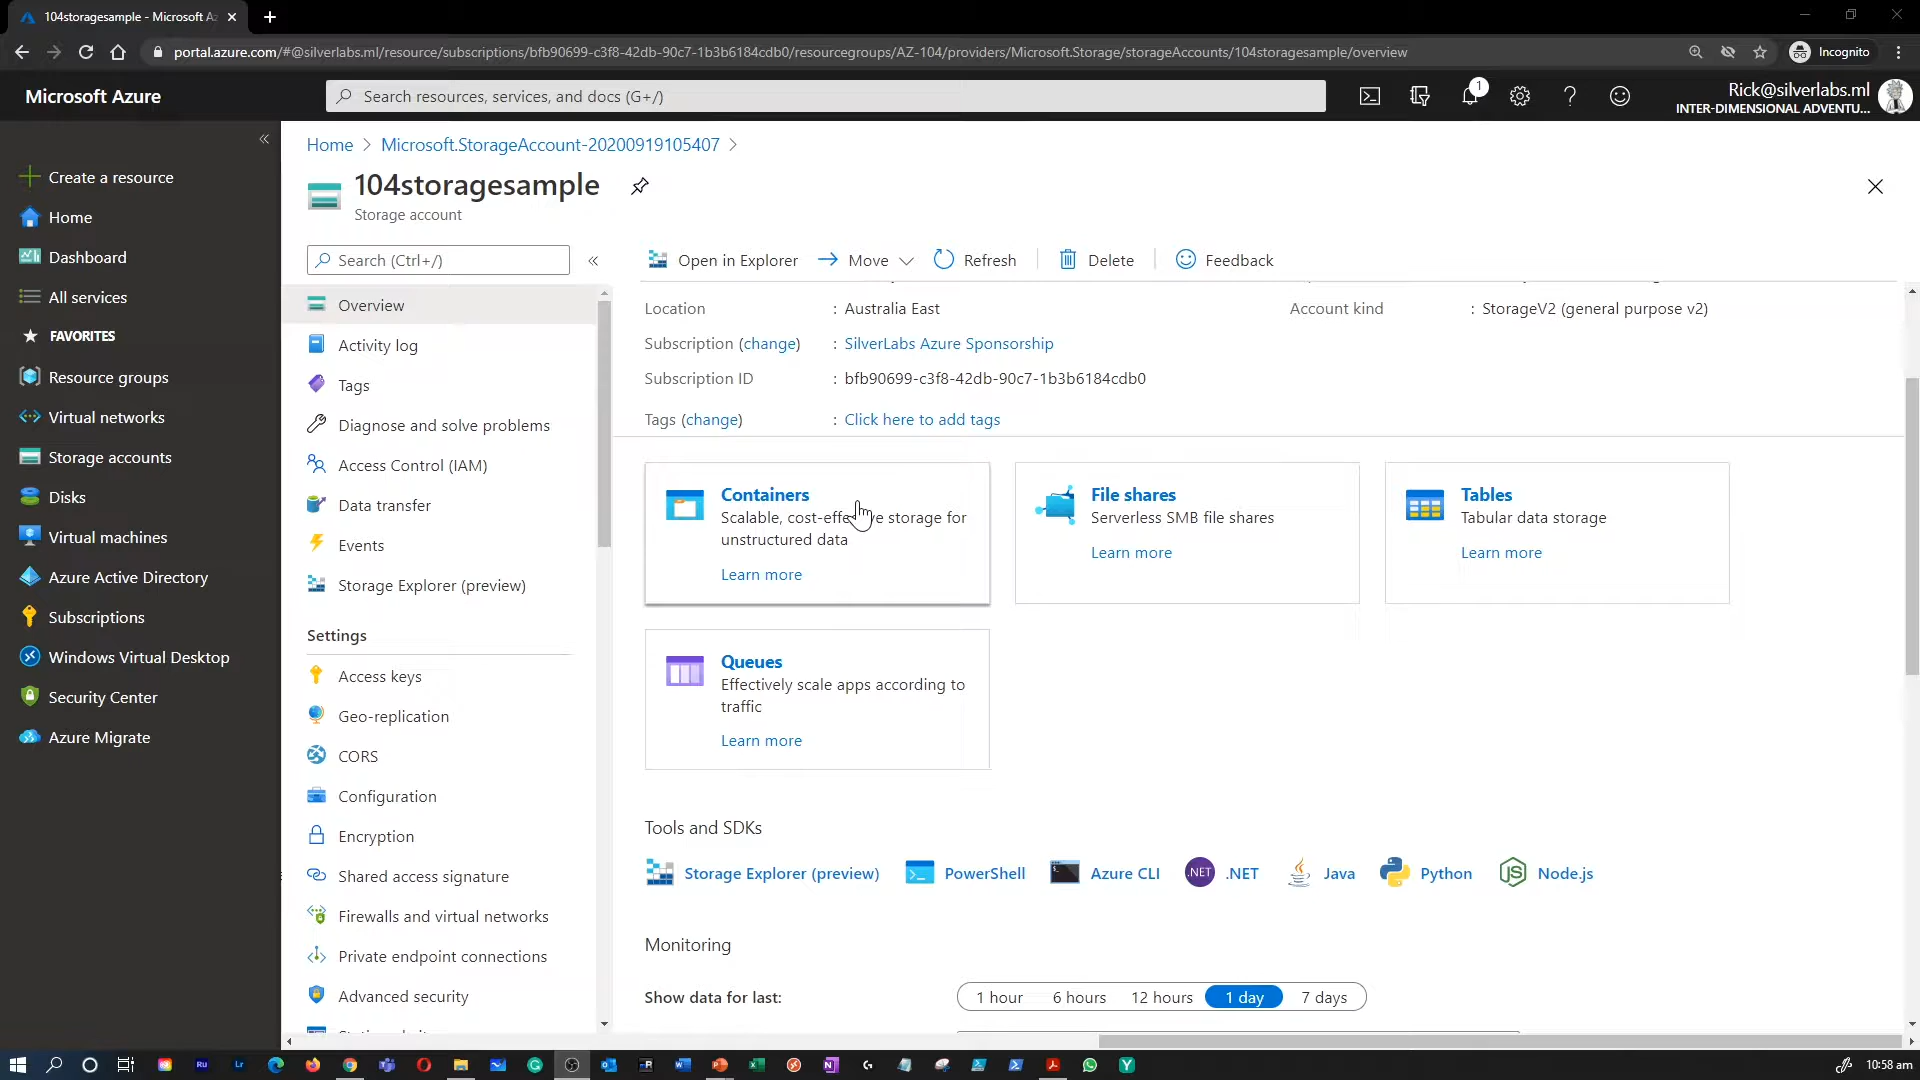 104storagesample - Microsoft A
portal.azure.com/#@silverlabs.ml/resource/subscriptions/bfb90699-c3f8-42db-90c7-1b3b6184cdb0/resourcegroups/AZ-104/providers/Microsoft.Storage/storageAccounts/104storagesample/overview
Incognito
Microsoft Azure
Search resources, services, and docs (G+/)
1
Rick@silverlabs.ml
INTER-DIMENSIONAL ADVENTU...
Home > Microsoft.StorageAccount-20200919105407 >
104storagesample
Storage account
Create a resource
Home
Dashboard
All services
FAVORITES
Resource groups
Virtual networks
Storage accounts
Disks
Virtual machines
Azure Active Directory
Subscriptions
Windows Virtual Desktop
Security Center
Azure Migrate
Search (Ctrl+/)
Overview
Activity log
Tags
Diagnose and solve problems
Access Control (IAM)
Data transfer
Events
Storage Explorer (preview)
Settings
Access keys
Geo-replication
CORS
Configuration
Encryption
Shared access signature
Firewalls and virtual networks
Private endpoint connections
Advanced security
Open in Explorer Move Refresh Delete Feedback
Location : Australia East Account kind : StorageV2 (general purpose v2)
Subscription (change) : SilverLabs Azure Sponsorship
Subscription ID : bfb90699-c3f8-42db-90c7-1b3b6184cdb0
Tags (change) : Click here to add tags
Containers
Scalable, cost-effective storage for
unstructured data
Learn more
File shares
Serverless SMB file shares
Learn more
Tables
Tabular data storage
Learn more
Queues
Effectively scale apps according to
traffic
Learn more
Tools and SDKs
Storage Explorer (preview) PowerShell Azure CLI NET .NET Java Python Node.js
Monitoring
Show data for last: 1 hour 6 hours 12 hours 1 day 7 days
10:58 am